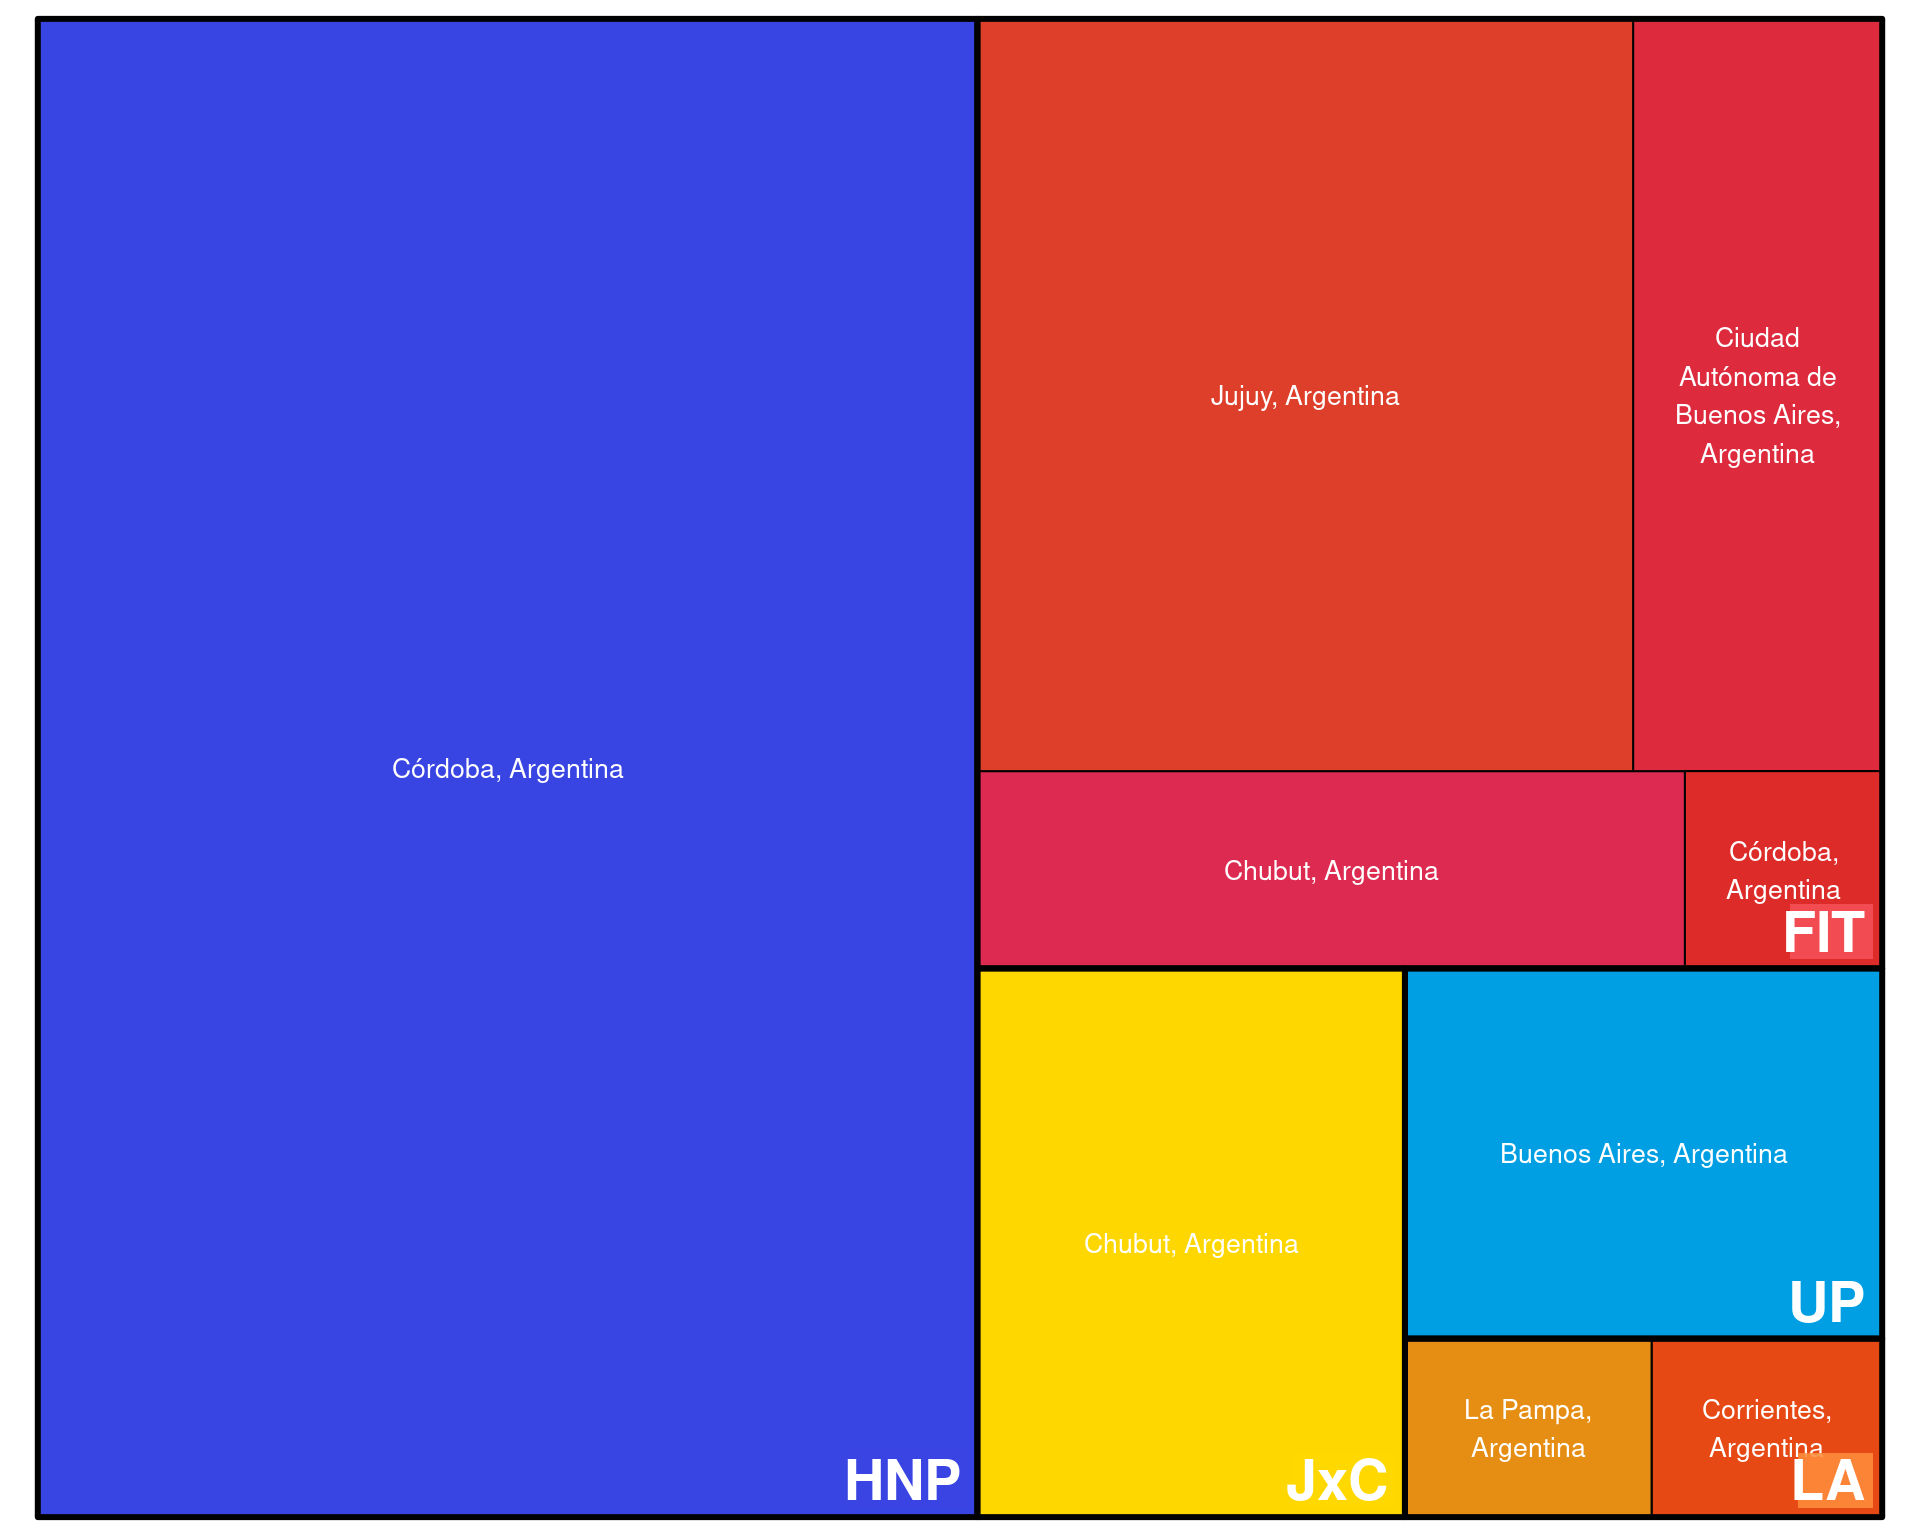 Córdoba, Argentina
HNP
Jujuy, Argentina
Ciudad
Autónoma de
Buenos Aires,
Argentina
Chubut, Argentina
Córdoba,
Argentina
FIT
Chubut, Argentina
JxC
Buenos Aires, Argentina
UP
La Pampa,
Argentina
Corrientes,
Argentina
LA